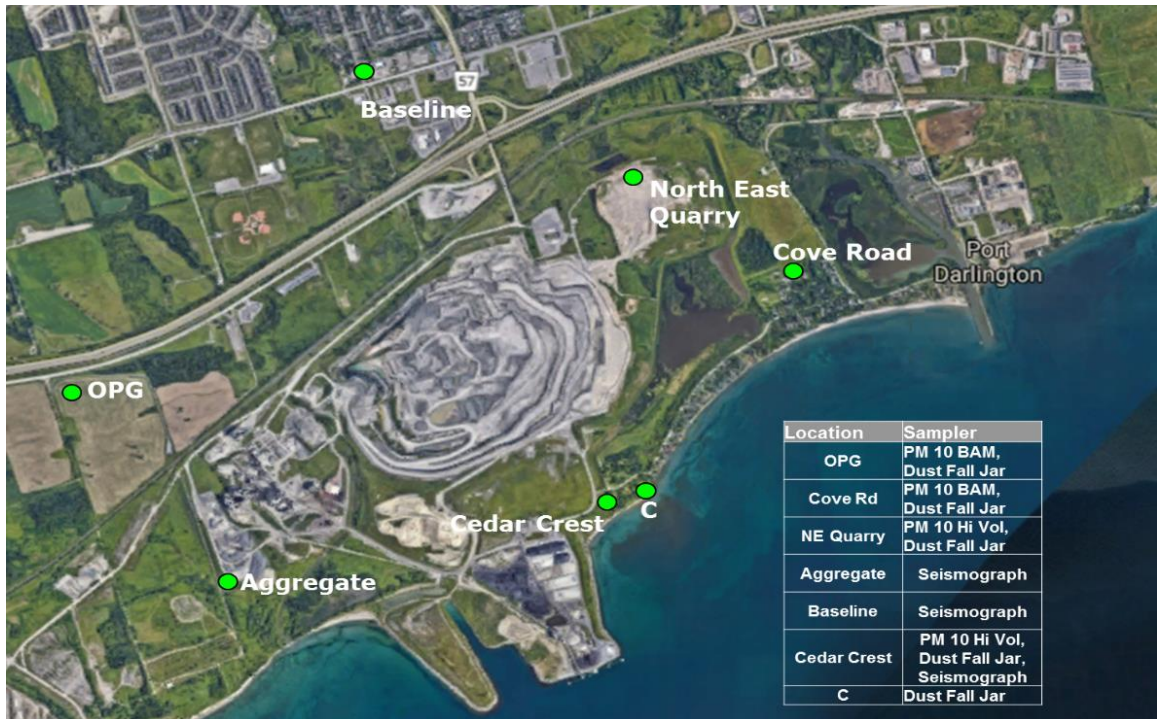 57
Baseline
North East
Quarry
Cove Road
Port
Darlington
OPG
Cedar Crest
C
Aggregate
Location Sampler
OPG PM 10 BAM,
Dust Fall Jar
Cove Rd PM 10 BAM,
Dust Fall Jar
NE Quarry PM 10 Hi Vol,
Dust Fall Jar
Aggregate Seismograph
Baseline Seismograph
Cedar Crest PM 10 Hi Vol,
Dust Fall Jar,
Seismograph
C Dust Fall Jar